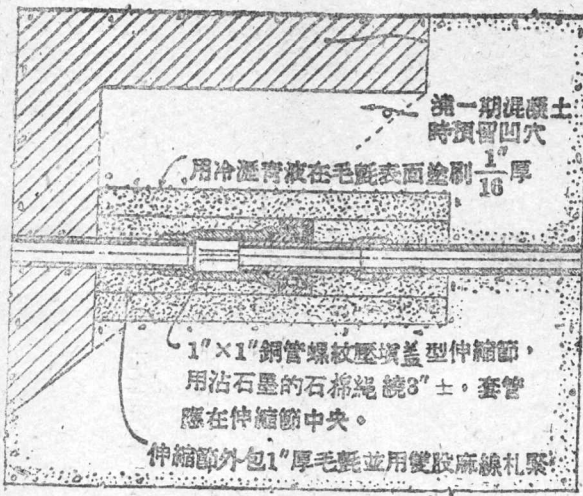 澆一期混凝土
時預留凹穴
用冷瀝青液在毛氈表面塗刷1/16"厚
1"×1"銅管螺紋壓填盖型伸縮節，
用沾石墨的石棉繩繞3"±，套管
應在伸縮節中央。
伸縮節外包1"厚毛氈並用雙股麻線札緊